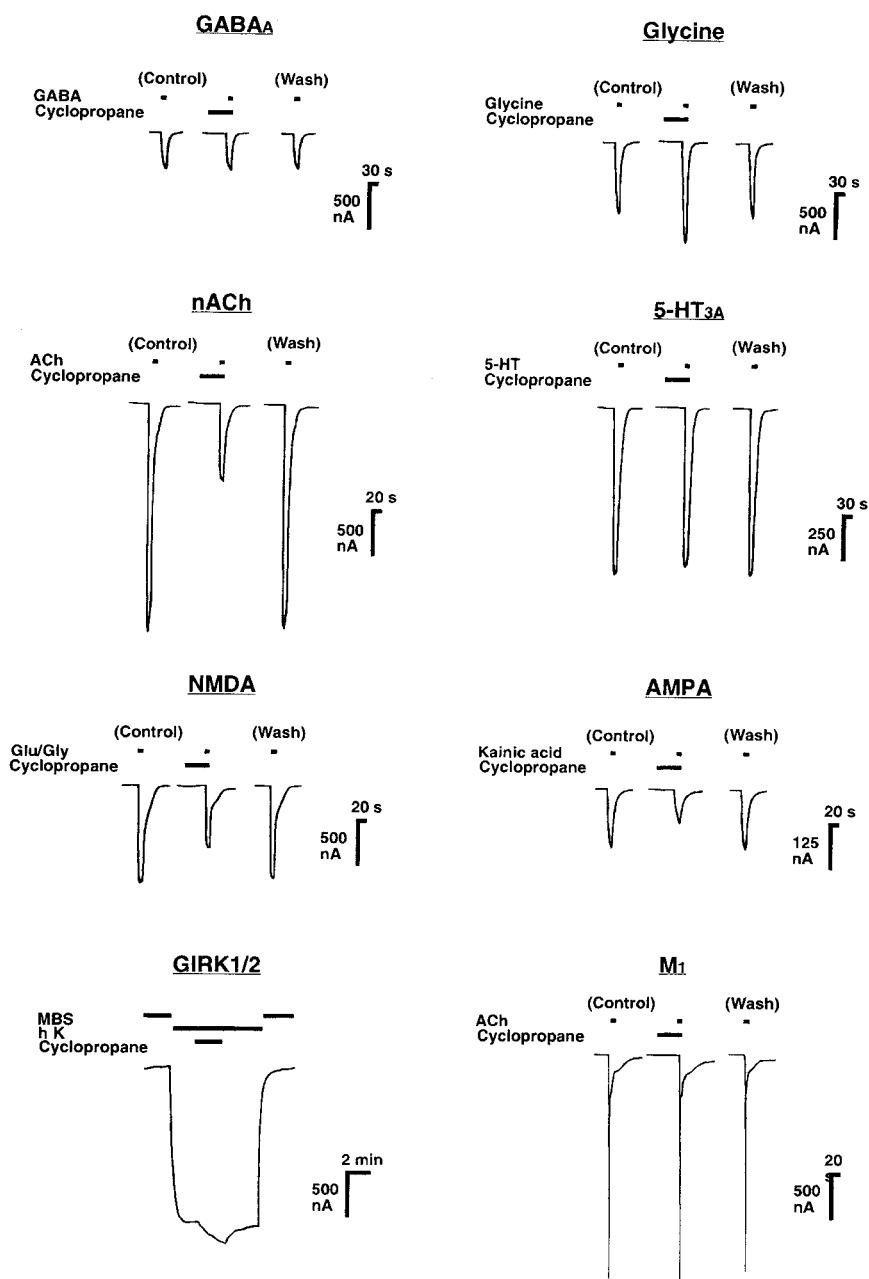 GABAA
(Control) (Wash)
GABA
Cyclopropane
30 s
500
nA
Glycine
(Control) (Wash)
Glycine
Cyclopropane
30 s
500
nA
nACh
(Control) (Wash)
ACh
Cyclopropane
20 s
500
nA
5-HT3A
(Control) (Wash)
5-HT
Cyclopropane
30 s
250
nA
NMDA
(Control) (Wash)
Glu/Gly
Cyclopropane
20 s
500
nA
AMPA
(Control) (Wash)
Kainic acid
Cyclopropane
20 s
125
nA
GIRK1/2
MBS
h K
Cyclopropane
2 min
500
nA
M1
(Control) (Wash)
ACh
Cyclopropane
20
s
500
nA